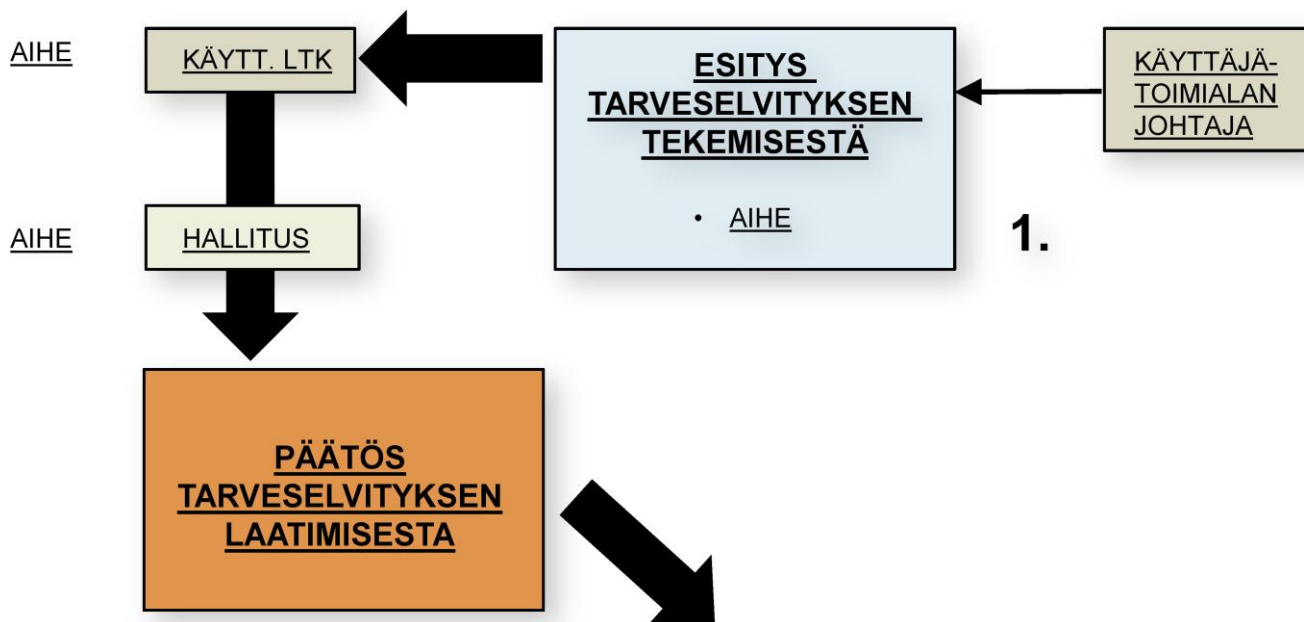 AIHE
KÄYTT. LTK
ESITYS
TARVESELVITYKSEN
TEKEMISESTÄ
• AIHE
KÄYTTÄJÄ-
TOIMIALAN
JOHTAJA
1.
AIHE
HALLITUS
PÄÄTÖS
TARVESELVITYKSEN
LAATIMISESTA